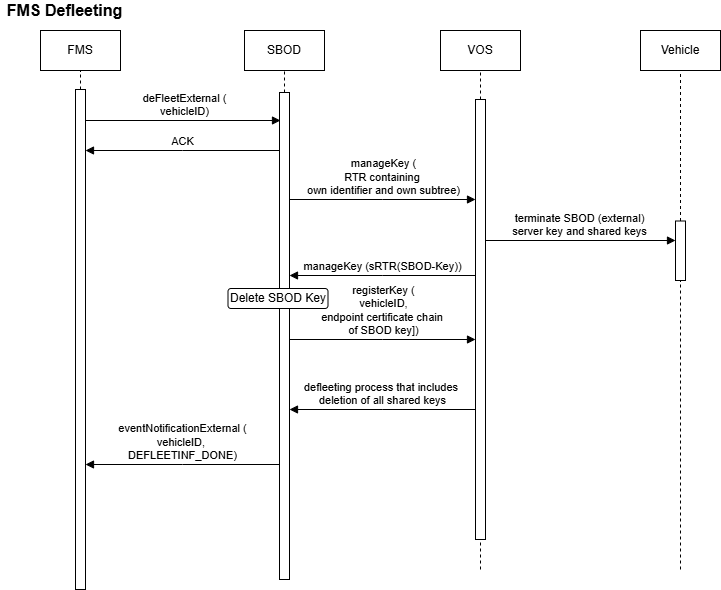 FMS Defleeting
FMS
SBOD
VOS
Vehicle
deFleetExternal (
vehicleID)
ACK
manageKey (
RTR containing
own identifier and own subtree)
terminate SBOD (external)
server key and shared keys
manageKey (sRTR(SBOD-Key))
Delete SBOD Key
registerKey (
vehicleID,
endpoint certificate chain
of SBOD key])
defleeting process that includes
deletion of all shared keys
eventNotificationExternal (
vehicleID,
DEFLEETINF_DONE)